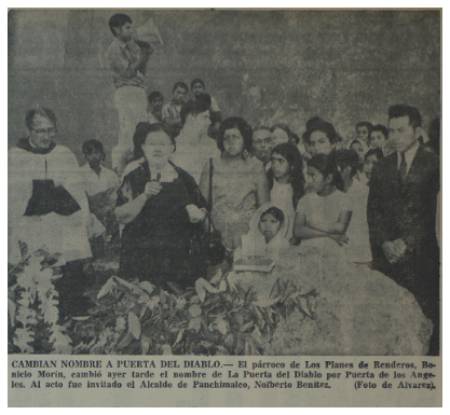 CAMBIAN NOMBRE A PUERTA DEL DIABLO.— El párroco de Los Planes de Renderos, Bo-
nicio Morín, cambió ayer tarde el nombre de La Puerta del Diablo por Puerta de los Ange-
les. Al acto fue invitado el Alcalde de Panchimalco, Nolberto Benítez. (Foto de Alvarez).